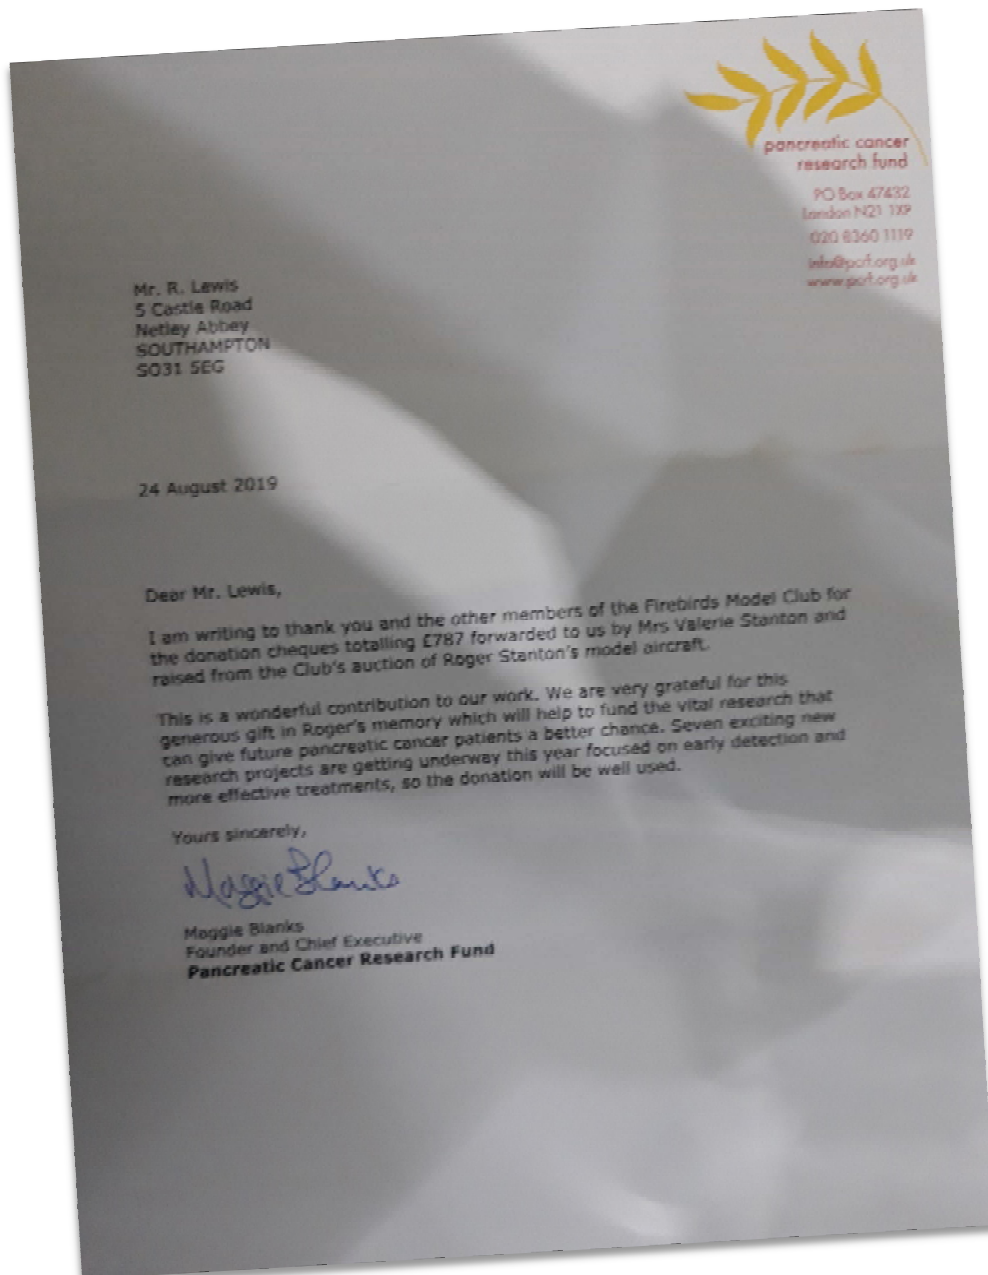 pancreatic cancer
research fund
PO Box 47432
London N21 1XP
020 8360 1119
info@pcrf.org.uk
www.pcrf.org.uk
Mr. R. Lewis
5 Castle Road
Netley Abbey
SOUTHAMPTON
SO31 5EG
24 August 2019
Dear Mr. Lewis,
I am writing to thank you and the other members of the Firebirds Model Club for
the donation cheques totalling £787 forwarded to us by Mrs Valerie Stanton and
raised from the Club's auction of Roger Stanton's model aircraft.
This is a wonderful contribution to our work. We are very grateful for this
generous gift in Roger's memory which will help to fund the vital research that
can give future pancreatic cancer patients a better chance. Seven exciting new
research projects are getting underway this year focused on early detection and
more effective treatments, so the donation will be well used.
Yours sincerely,
Maggie Blanks
Maggie Blanks
Founder and Chief Executive
Pancreatic Cancer Research Fund